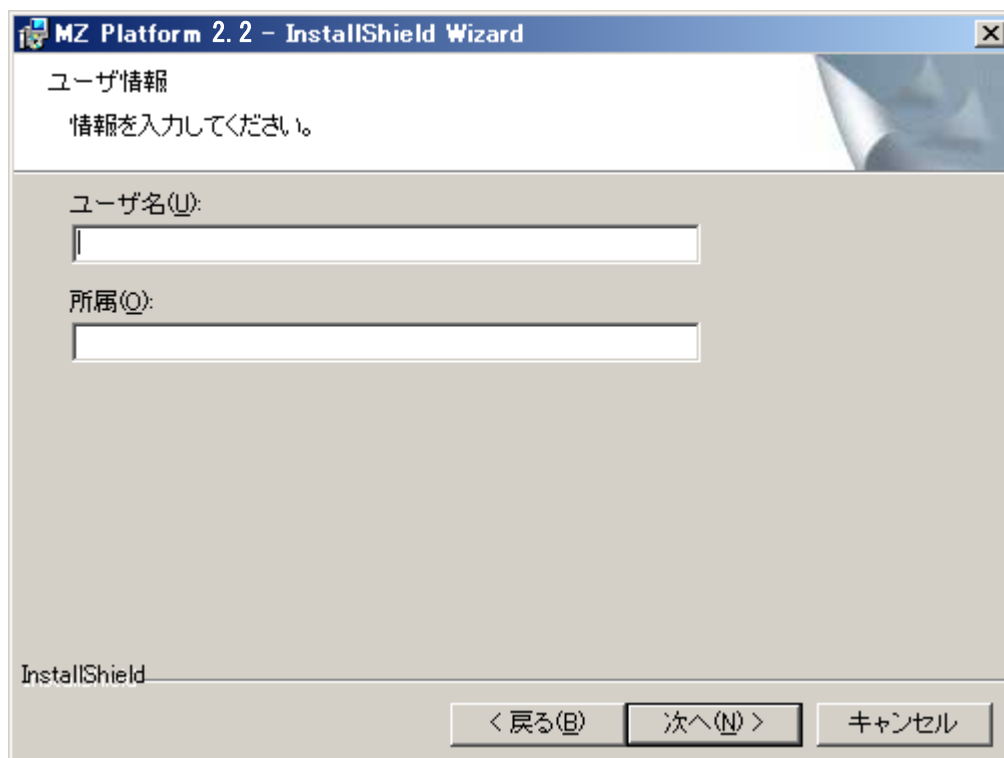 MZ Platform 2.2 - InstallShield Wizard
ユーザ情報
情報を入力してください。
ユーザ名(U):
所属(O):
InstallShield
< 戻る(B) 次へ(N) > キャンセル